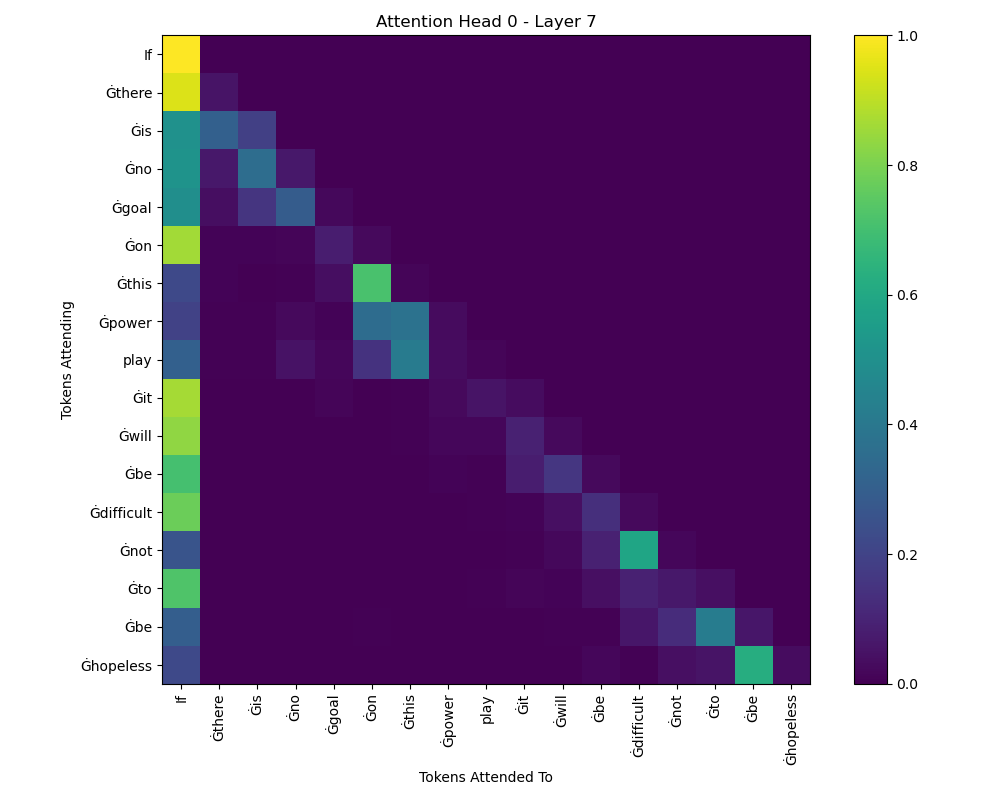 Attention Head 0 - Layer 7
Tokens Attending
If
Ġthere
Ġis
Ġno
Ġgoal
Ġon
Ġthis
Ġpower
play
Ġit
Ġwill
Ġbe
Ġdifficult
Ġnot
Ġto
Ġbe
Ġhopeless
If
Ġthere
Ġis
Ġno
Ġgoal
Ġon
Ġthis
Ġpower
play
Ġit
Ġwill
Ġbe
Ġdifficult
Ġnot
Ġto
Ġbe
Ġhopeless
Tokens Attended To
1.0
0.8
0.6
0.4
0.2
0.0